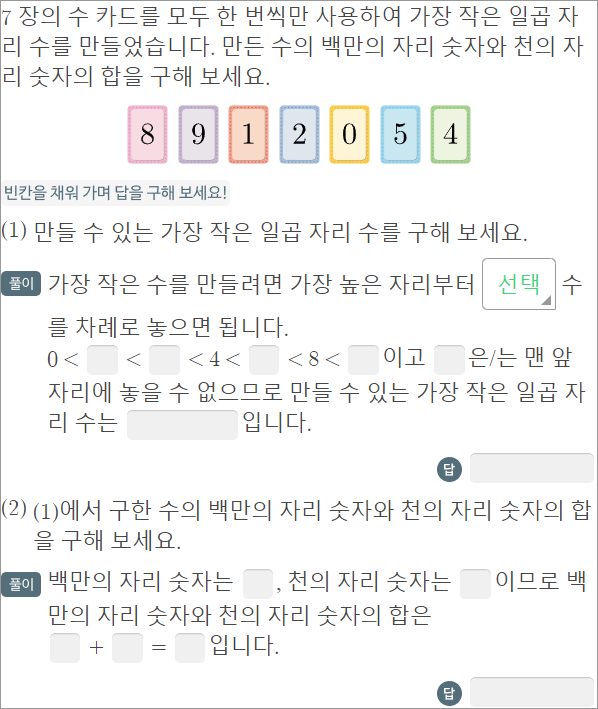 7 장의 수 카드를 모두 한 번씩만 사용하여 가장 작은 일곱 자
리 수를 만들었습니다. 만든 수의 백만의 자리 숫자와 천의 자
리 숫자의 합을 구해 보세요.
8 9 1 2 0 5 4
빈칸을 채워 가며 답을 구해 보세요!
(1) 만들 수 있는 가장 작은 일곱 자리 수를 구해 보세요.
풀이 가장 작은 수를 만들려면 가장 높은 자리부터 선택 수
를 차례로 놓으면 됩니다.
0 < < < 4 < < 8 < 이고 은/는 맨 앞
자리에 놓을 수 없으므로 만들 수 있는 가장 작은 일곱 자
리 수는 입니다.
답
(2) (1)에서 구한 수의 백만의 자리 숫자와 천의 자리 숫자의 합
을 구해 보세요.
풀이 백만의 자리 숫자는 , 천의 자리 숫자는 이므로 백
만의 자리 숫자와 천의 자리 숫자의 합은
+ = 입니다.
답